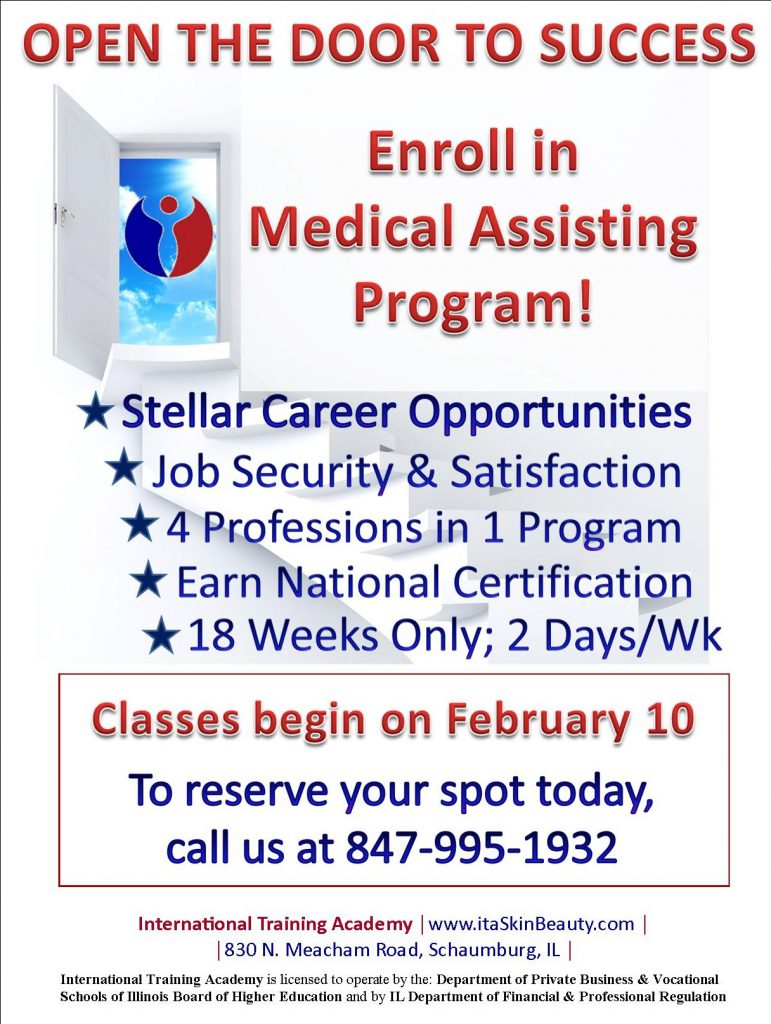 OPEN THE DOOR TO SUCCESS
Enroll in
Medical Assisting
Program!
★ Stellar Career Opportunities
★ Job Security & Satisfaction
★ 4 Professions in 1 Program
★ Earn National Certification
★ 18 Weeks Only; 2 Days/Wk
Classes begin on February 10
To reserve your spot today,
call us at 847-995-1932
International Training Academy |www.itaSkinBeauty.com |
|830 N. Meacham Road, Schaumburg, IL |
International Training Academy is licensed to operate by the: Department of Private Business & Vocational
Schools of Illinois Board of Higher Education and by IL Department of Financial & Professional Regulation